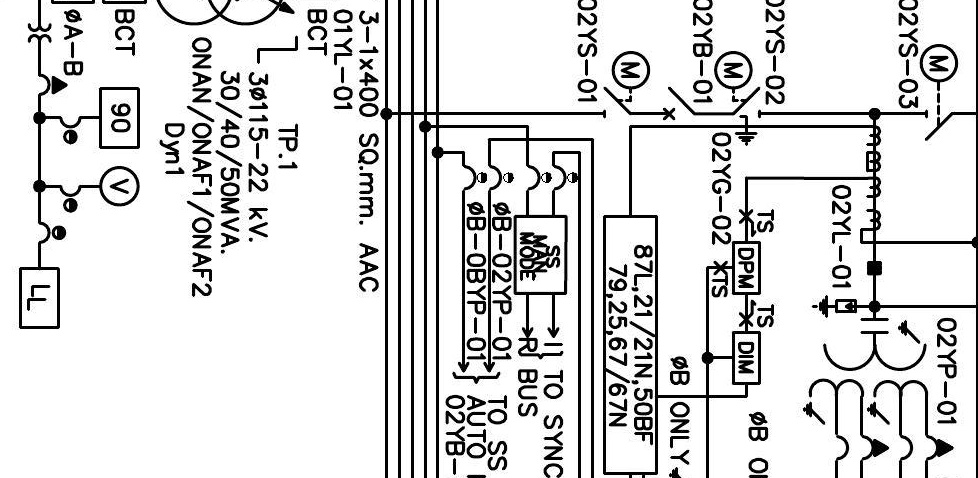 02YP-01
M
02YS-03
02YL-01
02YS-02
TS
TS
øB
M
DPM
DIM
02YG-02
TS
02YB-01
øB ONLY
87L,21/21N,50BF
79,25,67/67N
M
02YS-01
TO SYNC
SS
MAN
MODE
R BUS
øB-02YP-01
TO SS
øB-0BYP-01
AUTO
02YB-
3-1x400 SQ.mm. AAC
01YL-01
BCT
TP.1
3ø115-22 kV.
30/40/50MVA.
ONAN/ONAF1/ONAF2
Dyn1
BCT
90
V
øA-B
LL